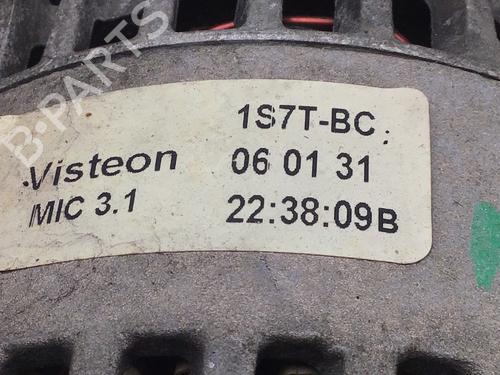 B-PARTS
1S7T-BC
Visteon 06 01 31
MIC 3.1 22:38:09B